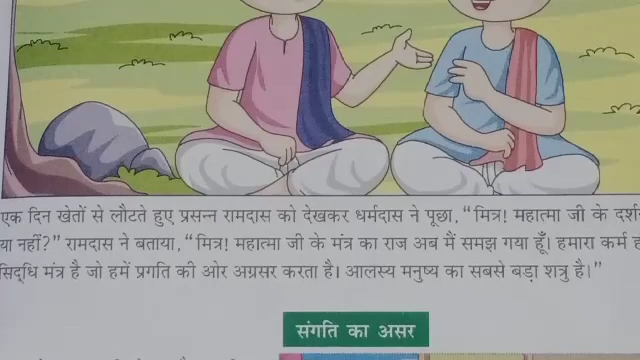 एक दिन खेतों से लौटते हुए प्रसन्न रामदास को देखकर धर्मदास ने पूछा, “मित्र! महात्मा जी के
नहीं?” रामदास ने बताया, “मित्र! महात्मा जी के मंत्र का राज अब मैं समझ गया हूँ। हमारा कर्म
सिद्धि मंत्र है जो हमें प्रगति की ओर अग्रसर करता है। आलस्य मनुष्य का सबसे बड़ा शत्रु है।”
संगति का असर